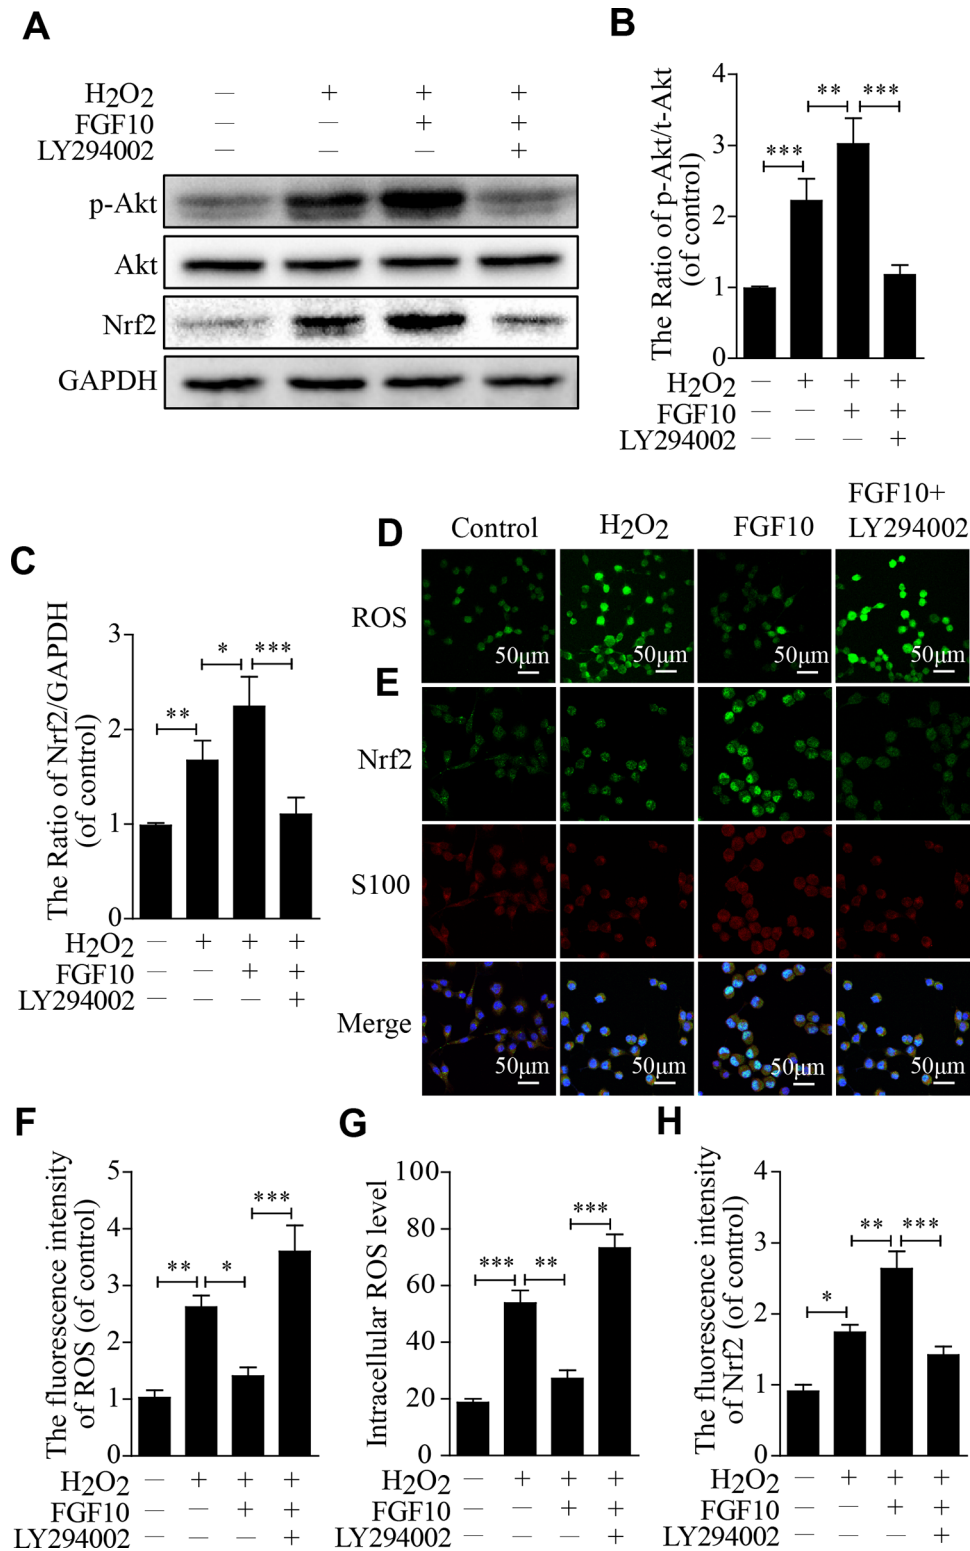 A
H2O2 — + + +
FGF10 — — + +
LY294002 — — — +
p-Akt
Akt
Nrf2
GAPDH
B
The Ratio of p-Akt/t-Akt
(of control)
4
3
2
1
0
*** ** ***
H2O2 — + + +
FGF10 — — + +
LY294002 — — — +
C
The Ratio of Nrf2/GAPDH
(of control)
3
2
1
0
** * ***
H2O2 — + + +
FGF10 — — + +
LY294002 — — — +
D
Control H2O2 FGF10 FGF10+
LY294002
ROS
50μm 50μm 50μm 50μm
E
Nrf2
S100
Merge
50μm 50μm 50μm 50μm
F
The fluorescence intensity
of ROS (of control)
5
4
3
2
1
0
** * ***
H2O2 — + + +
FGF10 — — + +
LY294002 — — — +
G
Intracellular ROS level
100
80
60
40
20
0
*** ** ***
H2O2 — + + +
FGF10 — — + +
LY294002 — — — +
H
The fluorescence intensity
of Nrf2 (of control)
4
3
2
1
0
* ** ***
H2O2 — + + +
FGF10 — — + +
LY294002 — — — +